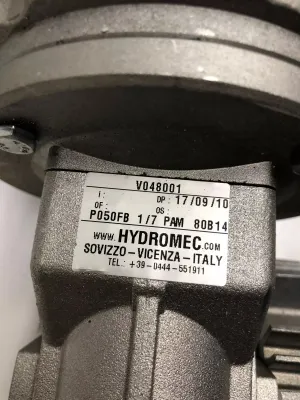 V048001
I: DP: 17/09/10
OF: OS:
P050FB 1/7 PAM 80B14
www.HYDROMEC.com
SOVIZZO-VICENZA-ITALY
TEL.: +39-0444-551911